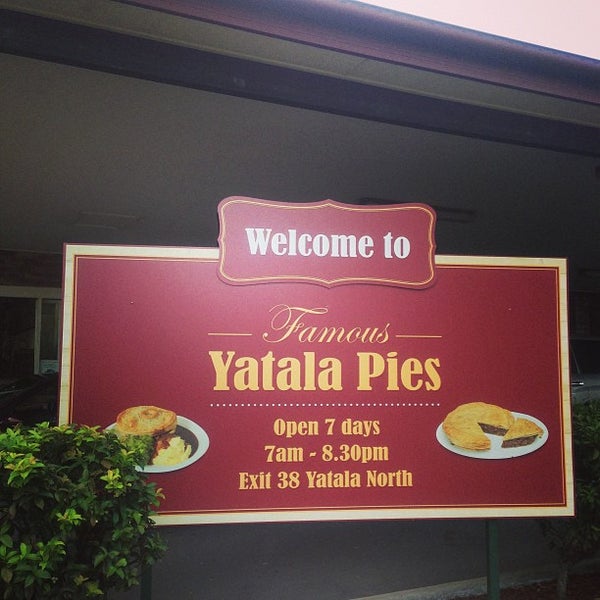 Welcome to
Famous
Yatala Pies
Open 7 days
7am - 8.30pm
Exit 38 Yatala North